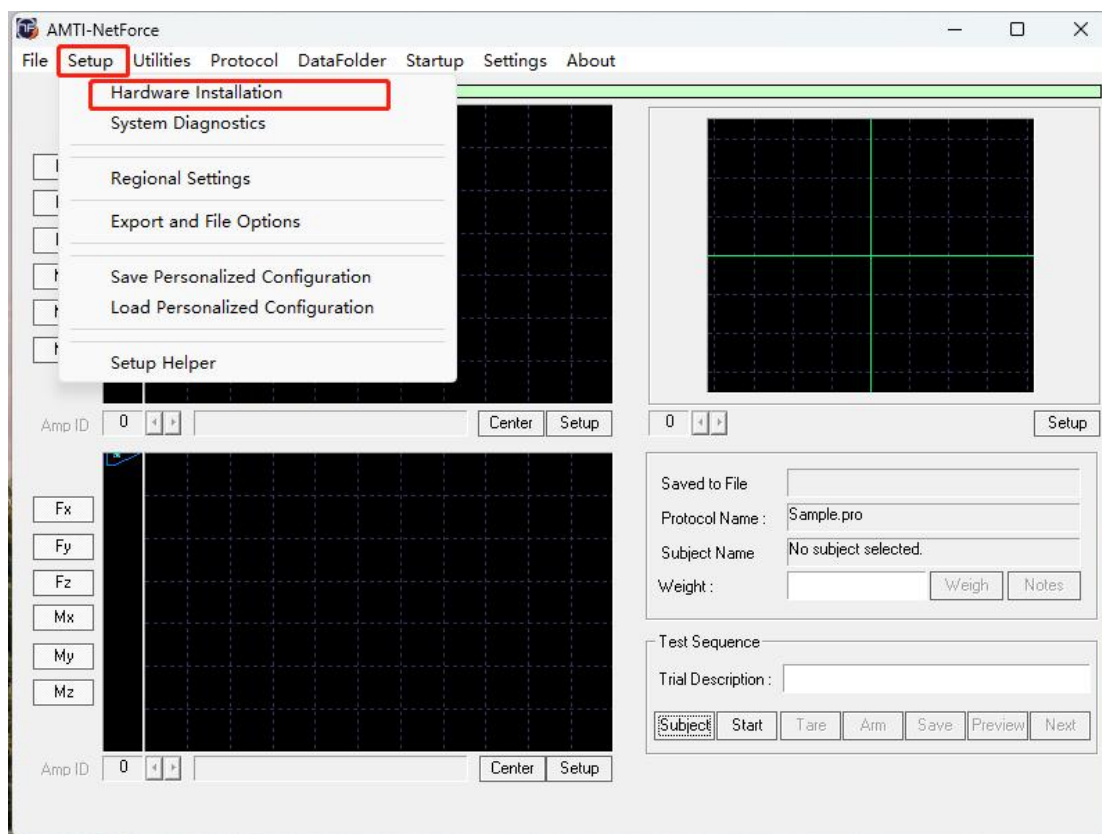 AMTI-NetForce
File Setup Utilities Protocol DataFolder Startup Settings About
Hardware Installation
System Diagnostics
Regional Settings
Export and File Options
Save Personalized Configuration
Load Personalized Configuration
Setup Helper
Amp ID 0 Center Setup
0 Setup
Fx
Fy
Fz
Mx
My
Mz
Amp ID 0 Center Setup
Saved to File
Protocol Name : Sample.pro
Subject Name No subject selected.
Weight : Weigh Notes
Test Sequence
Trial Description :
Subject Start Tare Arm Save Preview Next